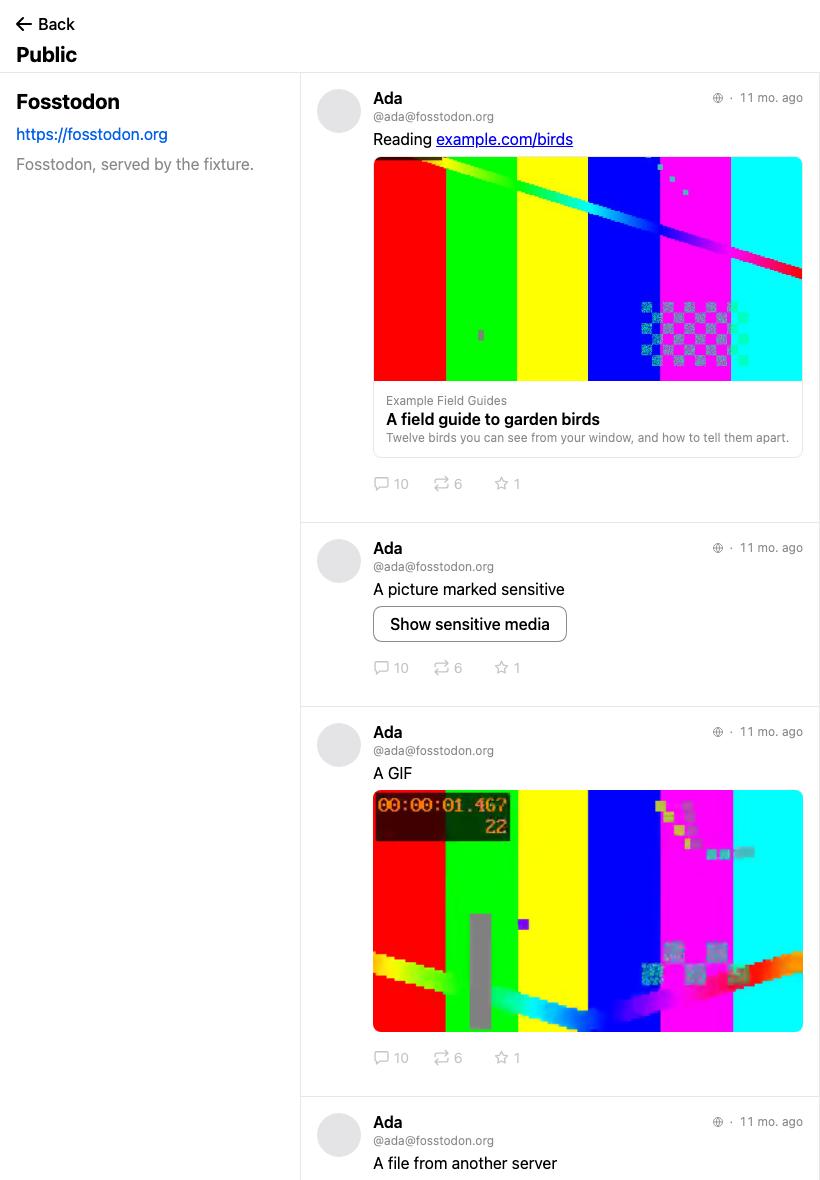 Back
Public
Fosstodon
https://fosstodon.org
Fosstodon, served by the fixture.
Ada
· 11 mo. ago
@ada@fosstodon.org
Reading example.com/birds
Example Field Guides
A field guide to garden birds
Twelve birds you can see from your window, and how to tell them apart.
10 6 1
Ada
· 11 mo. ago
@ada@fosstodon.org
A picture marked sensitive
Show sensitive media
10 6 1
Ada
· 11 mo. ago
@ada@fosstodon.org
A GIF
00:00:01.467
22
10 6 1
Ada
· 11 mo. ago
@ada@fosstodon.org
A file from another server